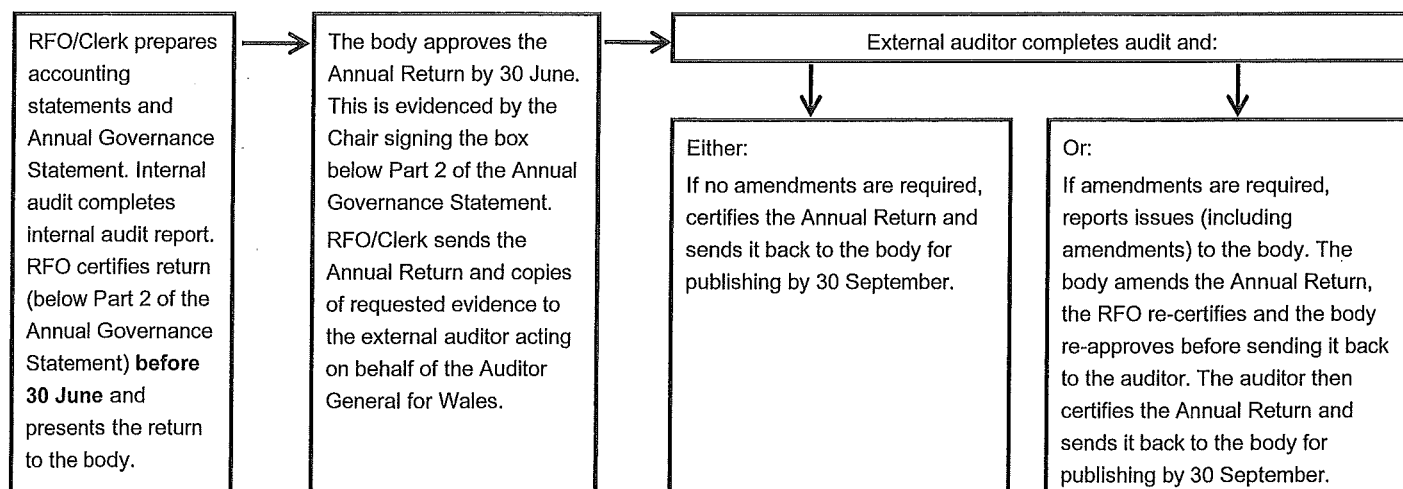 RFO/Clerk prepares
accounting
statements and
Annual Governance
Statement. Internal
audit completes
internal audit report.
RFO certifies return
(below Part 2 of the
Annual Governance
Statement) before
30 June and
presents the return
to the body.
The body approves the
Annual Return by 30 June.
This is evidenced by the
Chair signing the box
below Part 2 of the Annual
Governance Statement.
RFO/Clerk sends the
Annual Return and copies
of requested evidence to
the external auditor acting
on behalf of the Auditor
General for Wales.
External auditor completes audit and:
Either:
If no amendments are required,
certifies the Annual Return and
sends it back to the body for
publishing by 30 September.
Or:
If amendments are required,
reports issues (including
amendments) to the body. The
body amends the Annual Return,
the RFO re-certifies and the body
re-approves before sending it back
to the auditor. The auditor then
certifies the Annual Return and
sends it back to the body for
publishing by 30 September.